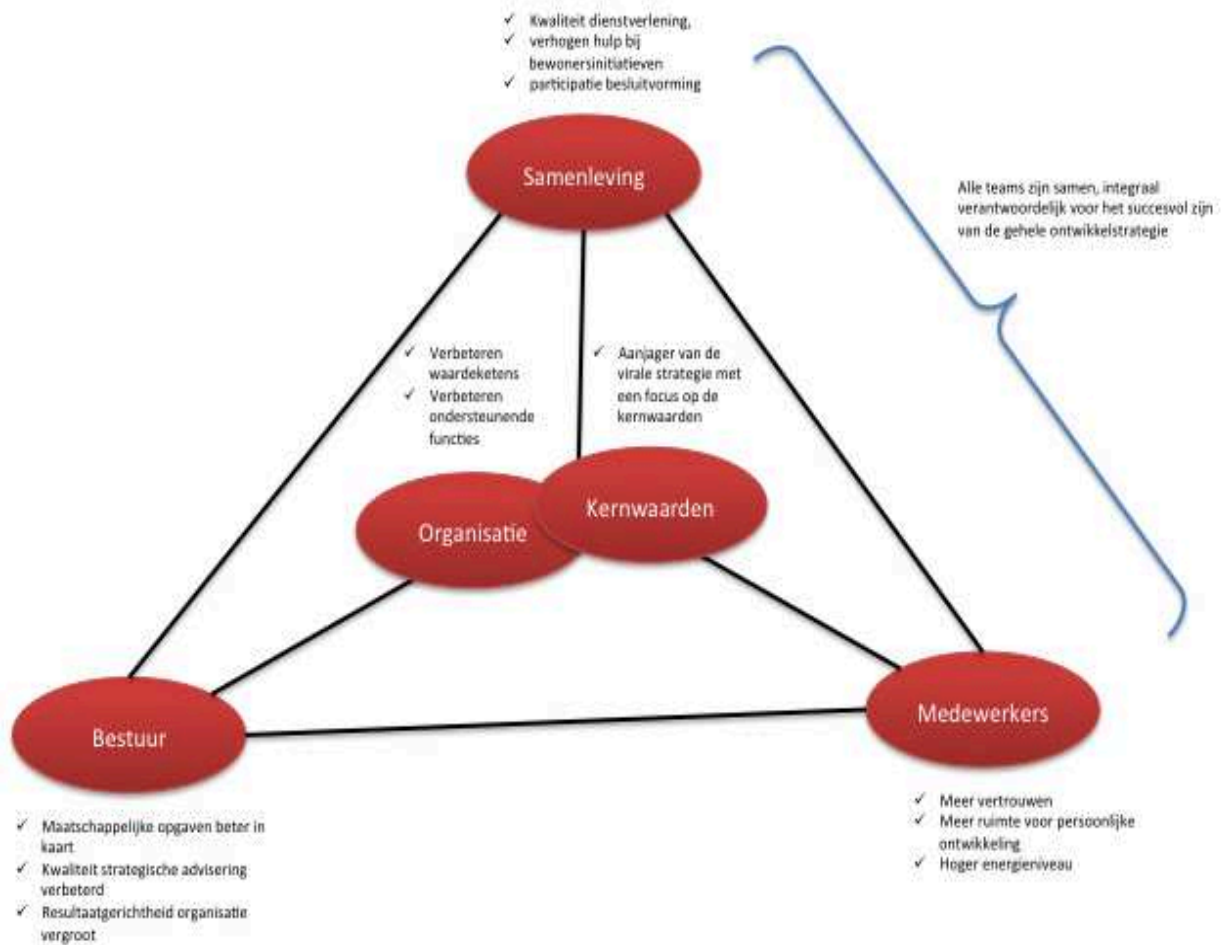 ✓ Kwaliteit dienstverlening,
✓ verhogen hulp bij
bewonersinitiatieven
✓ participatie besluitvorming
Samenleving
Alle teams zijn samen, integraal
verantwoordelijk voor het succesvol zijn
van de gehele ontwikkelstrategie
✓ Verbeteren
waardeketens
✓ Verbeteren
ondersteunende
functies
✓ Aanjager van de
virale strategie met
een focus op de
kernwaarden
Organisatie
Kernwaarden
Bestuur
Medewerkers
✓ Maatschappelijke opgaven beter in
kaart
✓ Kwaliteit strategische advisering
verbeterd
✓ Resultaatgerichtheid organisatie
vergroot
✓ Meer vertrouwen
✓ Meer ruimte voor persoonlijke
ontwikkeling
✓ Hoger energieniveau